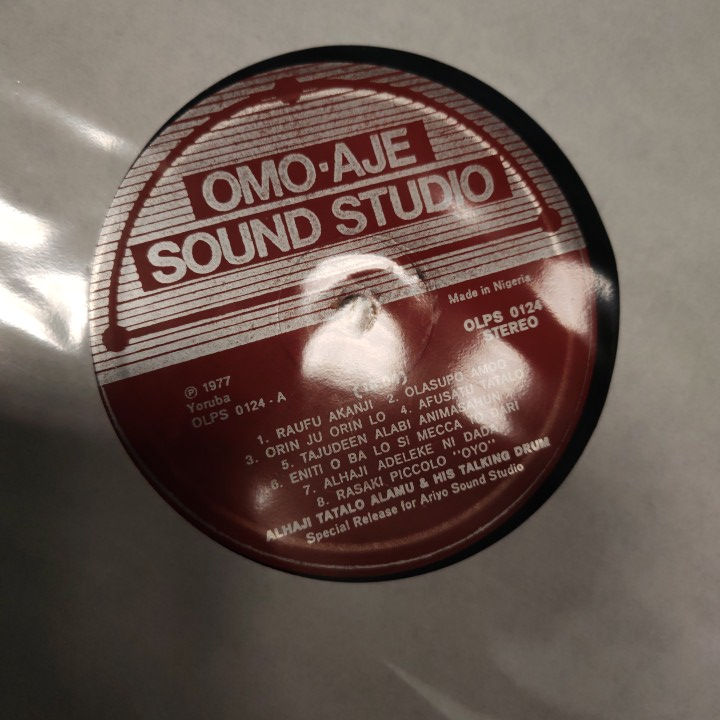 OMO·AJE
SOUND STUDIO
Made in Nigeria
OLPS 0124
STEREO
℗ 1977
Yoruba
OLPS 0124 - A
1. RAUFU AKANJI 2. OLASUPO AMOO
3. ORIN JU ORIN LO 4. AFUSATU TATALO
5. TAJUDEEN ALABI
6. ENITI O BA LO SI MECCA DARI
7. ALHAJI ADELEKE NI DADA
8. RASAKI PICCOLO "OYO"
ALHAJI TATALO ALAMU & HIS TALKING DRUM
Special Release for Ariyo Sound Studio